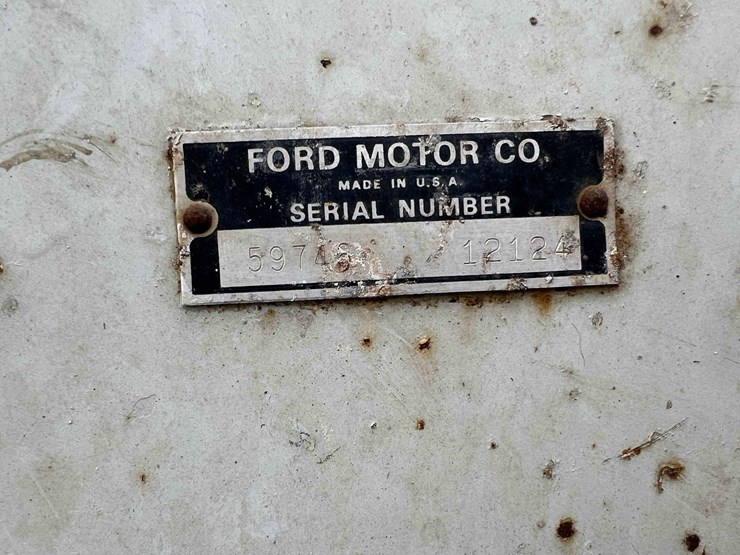 FORD MOTOR CO
MADE IN U.S.A.
SERIAL NUMBER
12124